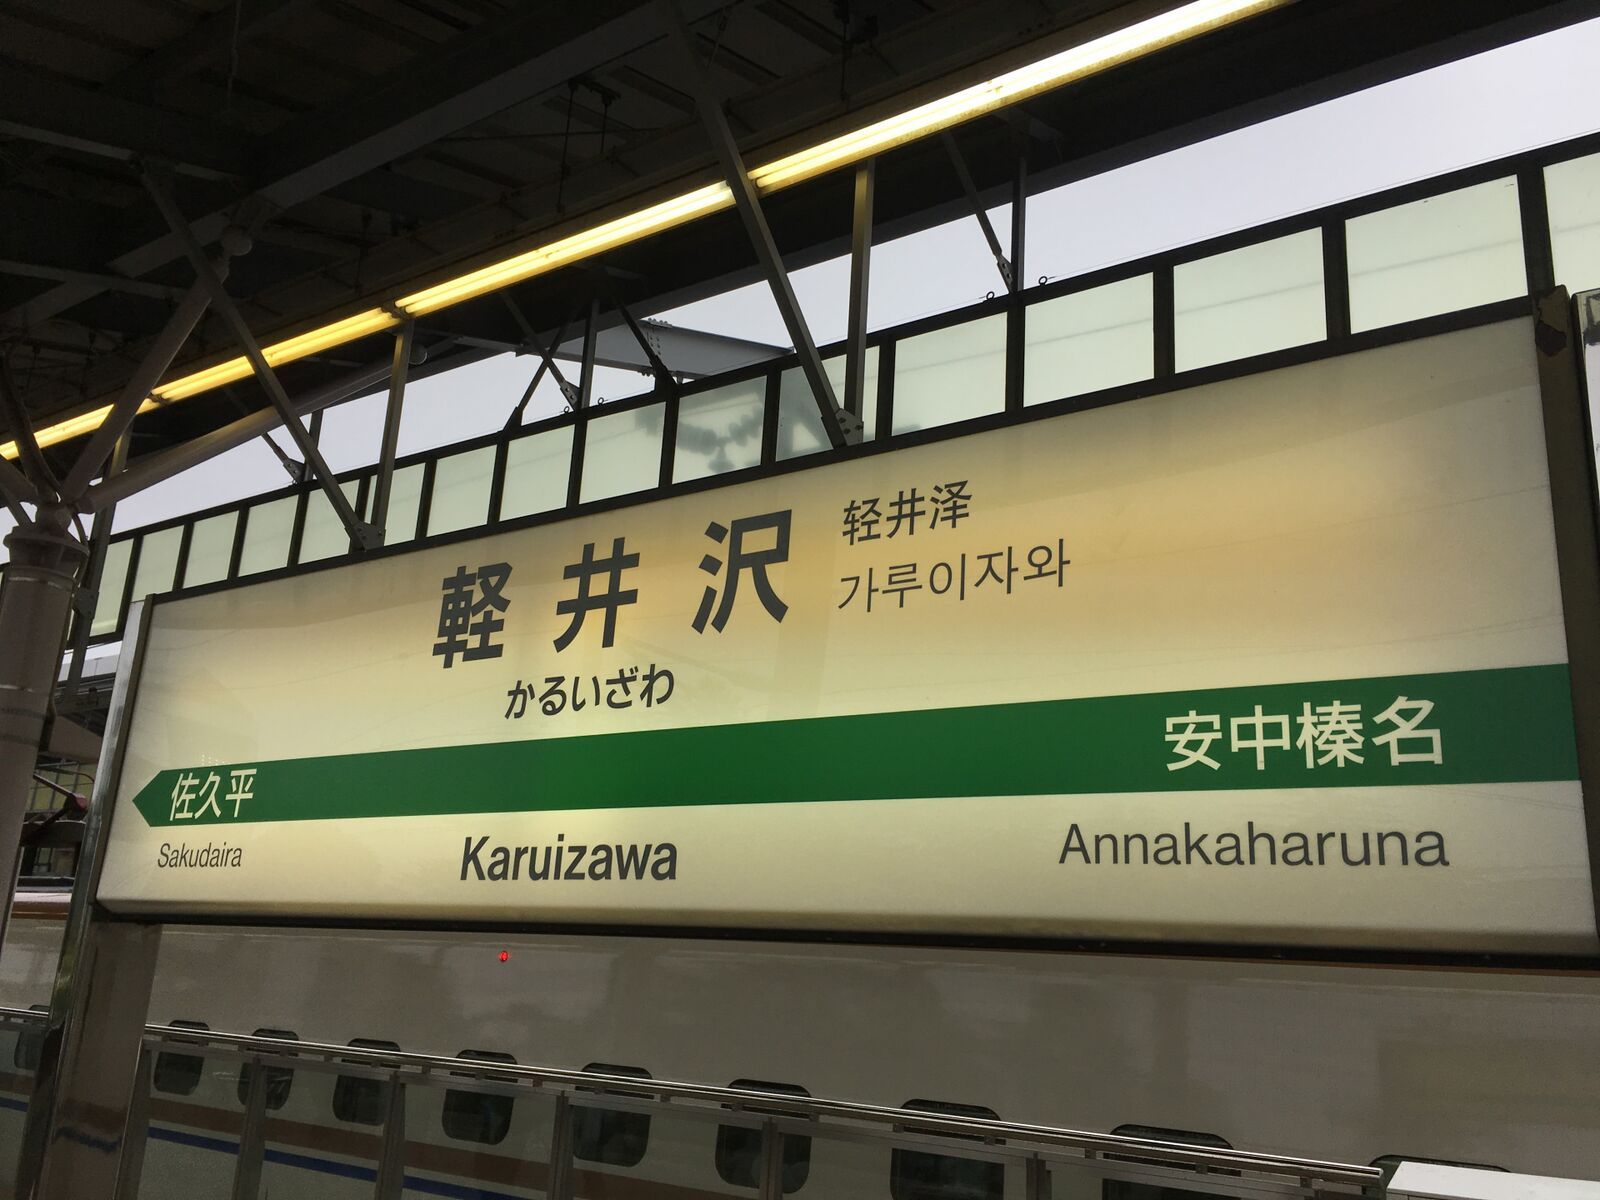 軽井沢
轻井泽
가루이자와
かるいざわ
佐久平
安中榛名
Sakudaira
Karuizawa
Annakaharuna